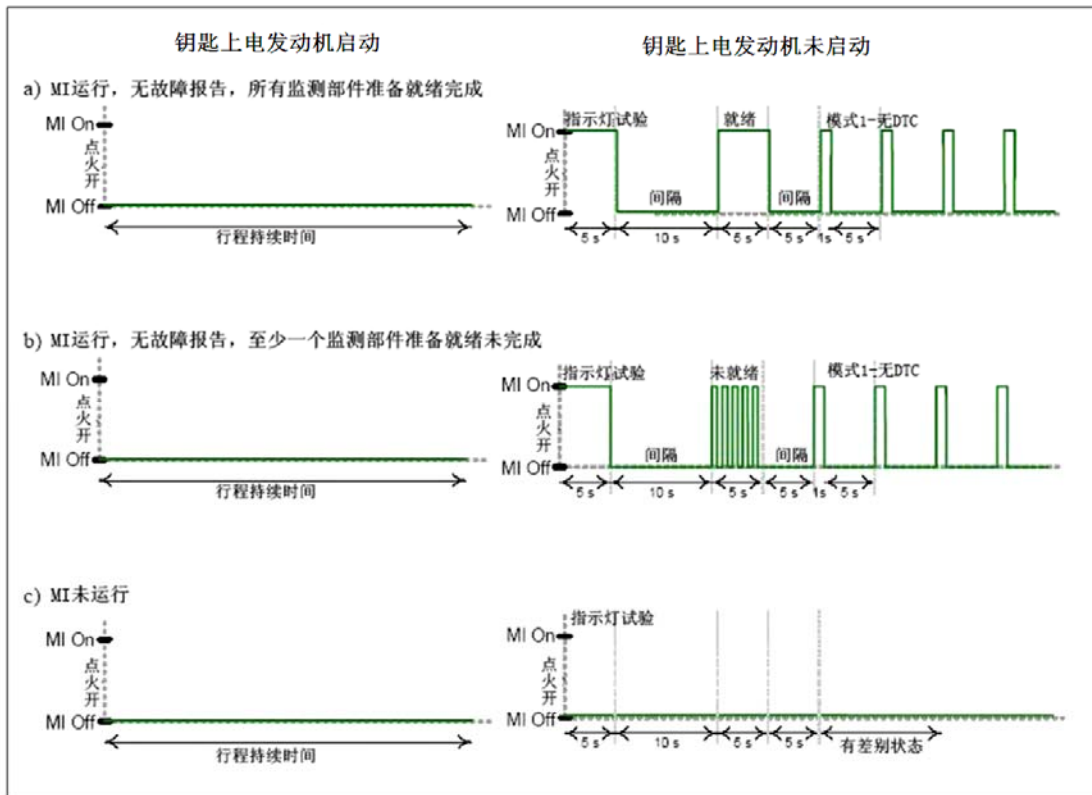 钥匙上电发动机启动
钥匙上电发动机未启动
a) MI运行，无故障报告，所有监测部件准备就绪完成
MI On
点火开
MI Off
行程持续时间
指示灯试验
就绪
模式1-无DTC
MI On
点火开
间隔
间隔
MI Off
5 s
10 s
5 s
5 s
1s
5 s
b) MI运行，无故障报告，至少一个监测部件准备就绪未完成
MI On
点火开
MI Off
行程持续时间
指示灯试验
未就绪
模式1-无DTC
MI On
点火开
间隔
间隔
MI Off
5 s
10 s
5 s
5 s
1s
5 s
c) MI未运行
MI On
点火开
MI Off
行程持续时间
指示灯试验
MI On
点火开
MI Off
5 s
10 s
5 s
5 s
有差别状态